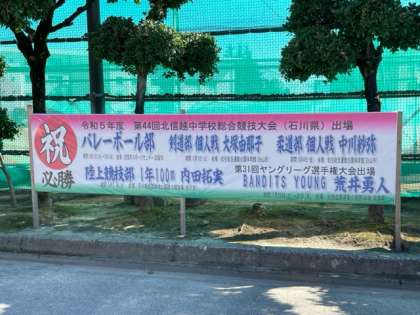 祝
必勝
令和5年度 第44回北信越中学校総合競技大会(石川県)出場
バレーボール部 剣道部 個人戦 大塚由那子 柔道部 個人戦 中川紗弥
陸上競技部 1年100m 内田拓実
第31回ヤングリーグ選手権大会出場
BANDITS YOUNG 荒井勇人